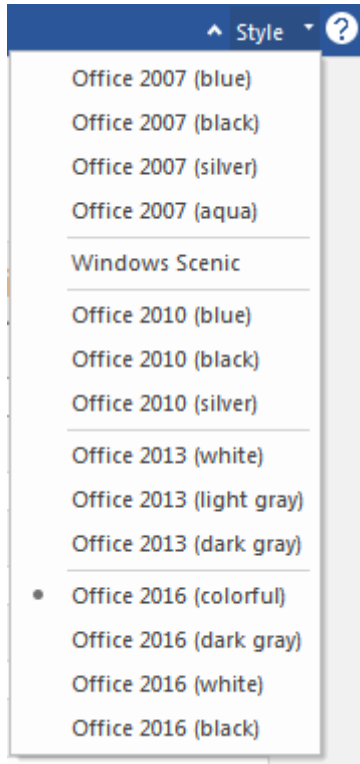 Style
?
Office 2007 (blue)
Office 2007 (black)
Office 2007 (silver)
Office 2007 (aqua)
Windows Scenic
Office 2010 (blue)
Office 2010 (black)
Office 2010 (silver)
Office 2013 (white)
Office 2013 (light gray)
Office 2013 (dark gray)
Office 2016 (colorful)
Office 2016 (dark gray)
Office 2016 (white)
Office 2016 (black)